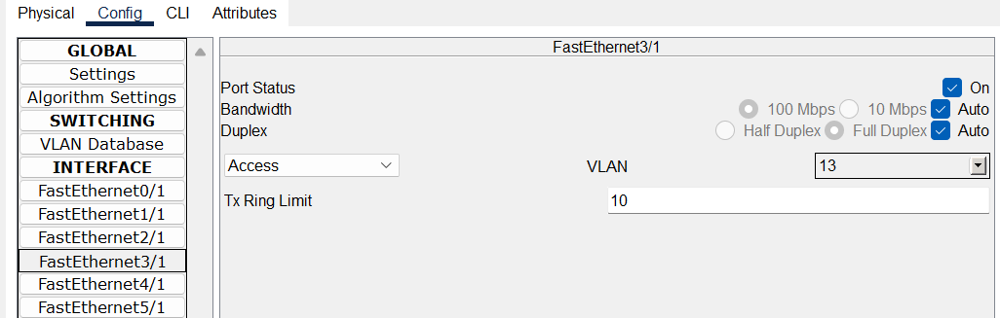 Physical Config CLI Attributes
GLOBAL
Settings
Algorithm Settings
SWITCHING
VLAN Database
INTERFACE
FastEthernet0/1
FastEthernet1/1
FastEthernet2/1
FastEthernet3/1
FastEthernet4/1
FastEthernet5/1
FastEthernet3/1
Port Status On
Bandwidth 100 Mbps 10 Mbps Auto
Duplex Half Duplex Full Duplex Auto
Access VLAN 13
Tx Ring Limit 10